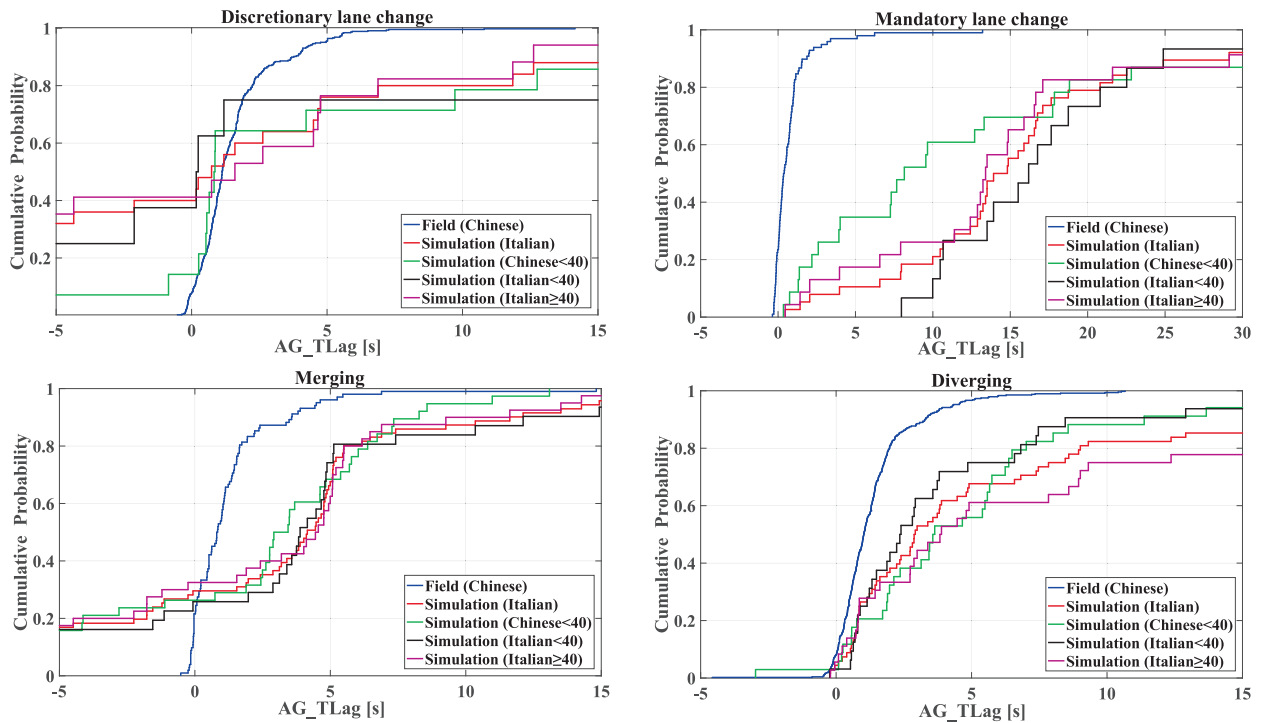 Discretionary lane change
1
0.8
0.6
0.4
0.2
Cumulative Probability
Field (Chinese)
Simulation (Italian)
Simulation (Chinese<40)
Simulation (Italian<40)
Simulation (Italian≥40)
-5 0 5 10 15
AG_TLag [s]
Mandatory lane change
1
0.8
0.6
0.4
0.2
0
Cumulative Probability
Field (Chinese)
Simulation (Italian)
Simulation (Chinese<40)
Simulation (Italian<40)
Simulation (Italian≥40)
-5 0 5 10 15 20 25 30
AG_TLag [s]
Merging
1
0.8
0.6
0.4
0.2
0
Cumulative Probability
Field (Chinese)
Simulation (Italian)
Simulation (Chinese<40)
Simulation (Italian<40)
Simulation (Italian≥40)
-5 0 5 10 15
AG_TLag [s]
Diverging
1
0.8
0.6
0.4
0.2
0
Cumulative Probability
Field (Chinese)
Simulation (Italian)
Simulation (Chinese<40)
Simulation (Italian<40)
Simulation (Italian≥40)
-5 0 5 10 15
AG_TLag [s]